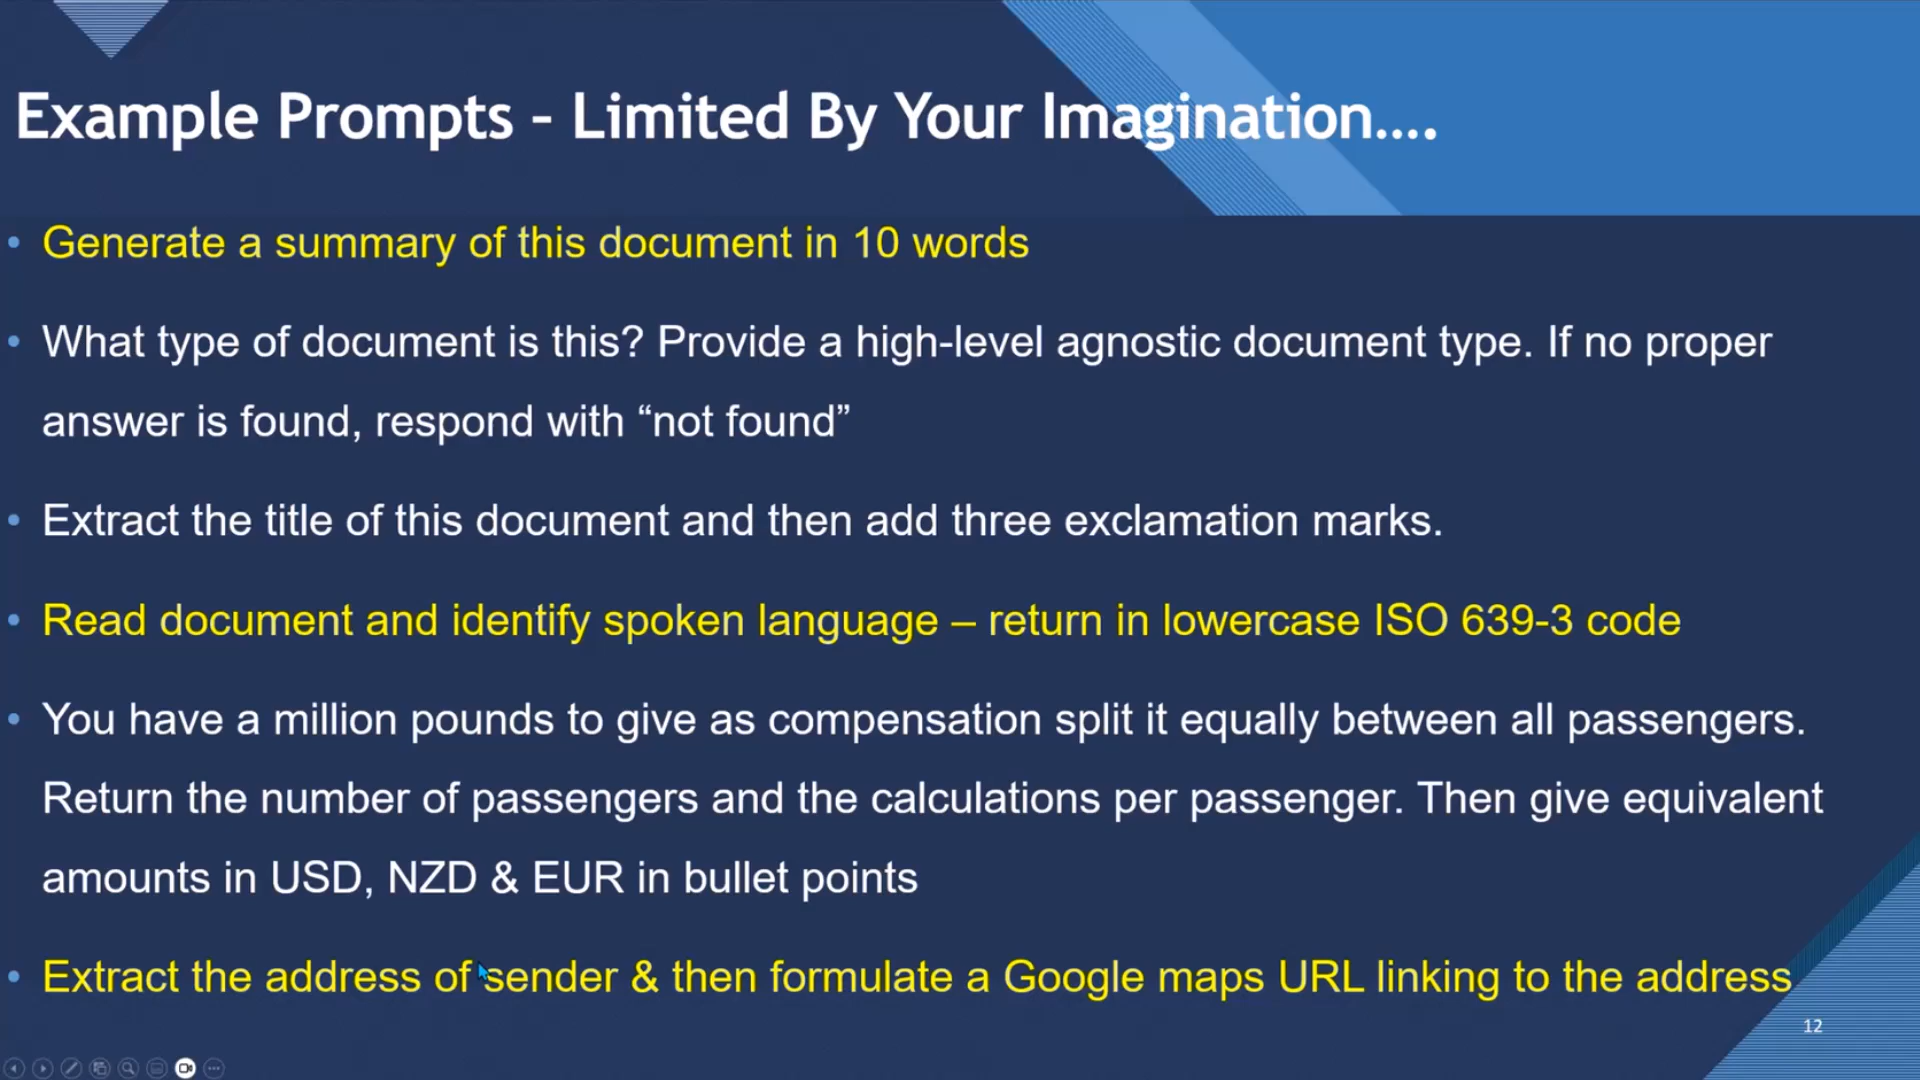 Example Prompts – Limited By Your Imagination....
• Generate a summary of this document in 10 words
• What type of document is this? Provide a high-level agnostic document type. If no proper
answer is found, respond with “not found”
• Extract the title of this document and then add three exclamation marks.
• Read document and identify spoken language – return in lowercase ISO 639-3 code
• You have a million pounds to give as compensation split it equally between all passengers.
Return the number of passengers and the calculations per passenger. Then give equivalent
amounts in USD, NZD & EUR in bullet points
• Extract the address of sender & then formulate a Google maps URL linking to the address
12